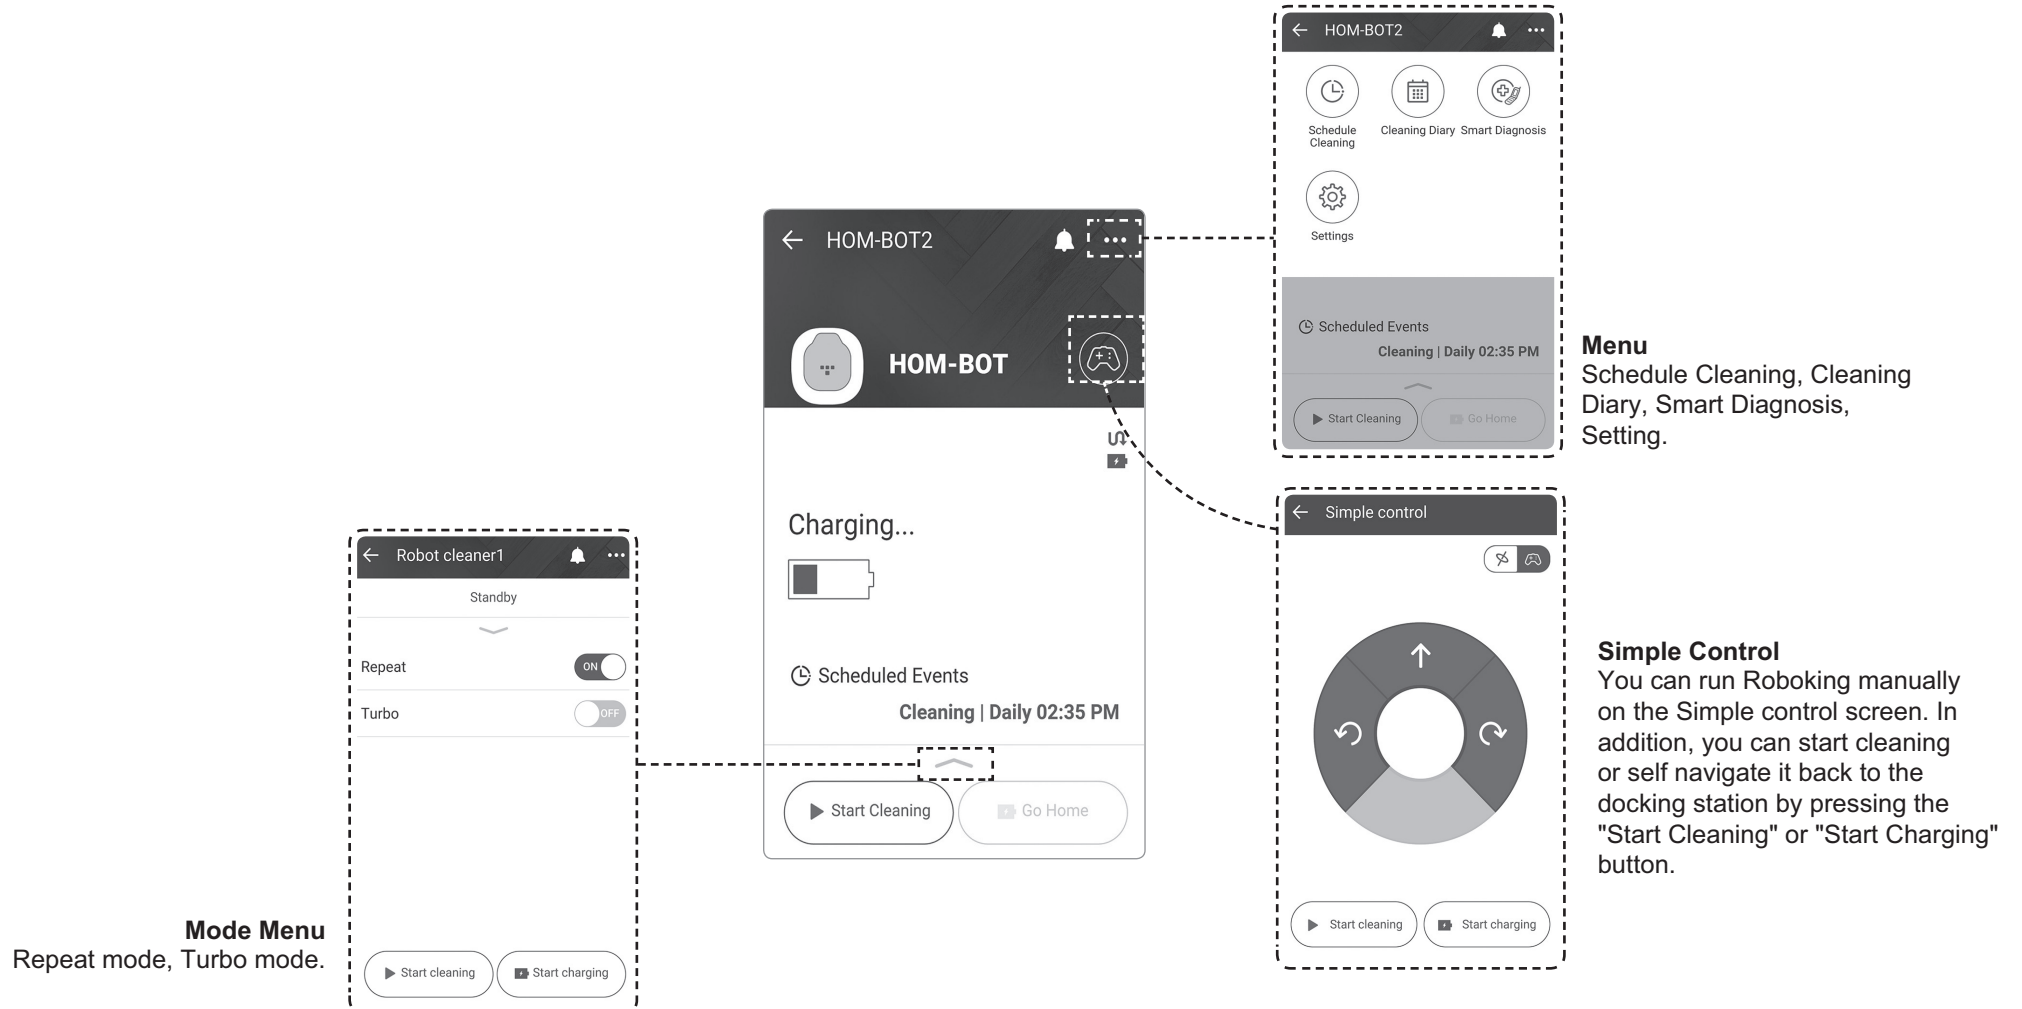 HOM-BOT2
Schedule
Cleaning
Cleaning Diary
Smart Diagnosis
Settings
Scheduled Events
Cleaning | Daily 02:35 PM
Start Cleaning
Go Home
Menu
Schedule Cleaning, Cleaning
Diary, Smart Diagnosis,
Setting.
HOM-BOT2
HOM-BOT
Charging...
Scheduled Events
Cleaning | Daily 02:35 PM
Start Cleaning
Go Home
Simple control
Start cleaning
Start charging
Simple Control
You can run Roboking manually
on the Simple control screen. In
addition, you can start cleaning
or self navigate it back to the
docking station by pressing the
"Start Cleaning" or "Start Charging"
button.
Robot cleaner1
Standby
Repeat
ON
Turbo
OFF
Start cleaning
Start charging
Mode Menu
Repeat mode, Turbo mode.